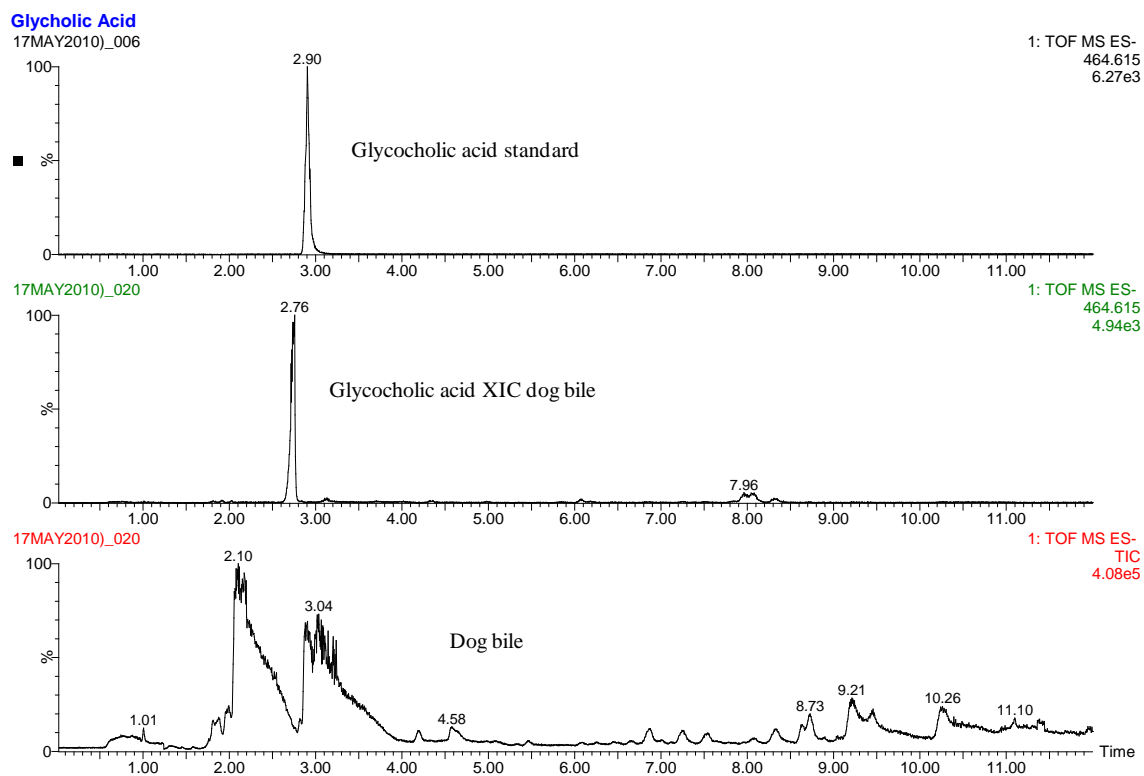 Glycholic Acid
17MAY2010)_006
1: TOF MS ES-
464.615
6.27e3
100
%
0
2.90
Glycocholic acid standard
1.00 2.00 3.00 4.00 5.00 6.00 7.00 8.00 9.00 10.00 11.00
17MAY2010)_020
1: TOF MS ES-
464.615
4.94e3
100
%
0
2.76
Glycocholic acid XIC dog bile
7.96
1.00 2.00 3.00 4.00 5.00 6.00 7.00 8.00 9.00 10.00 11.00
17MAY2010)_020
1: TOF MS ES-
TIC
4.08e5
100
%
0
2.10
3.04
Dog bile
1.01
4.58
8.73
9.21
10.26
11.10
Time
1.00 2.00 3.00 4.00 5.00 6.00 7.00 8.00 9.00 10.00 11.00